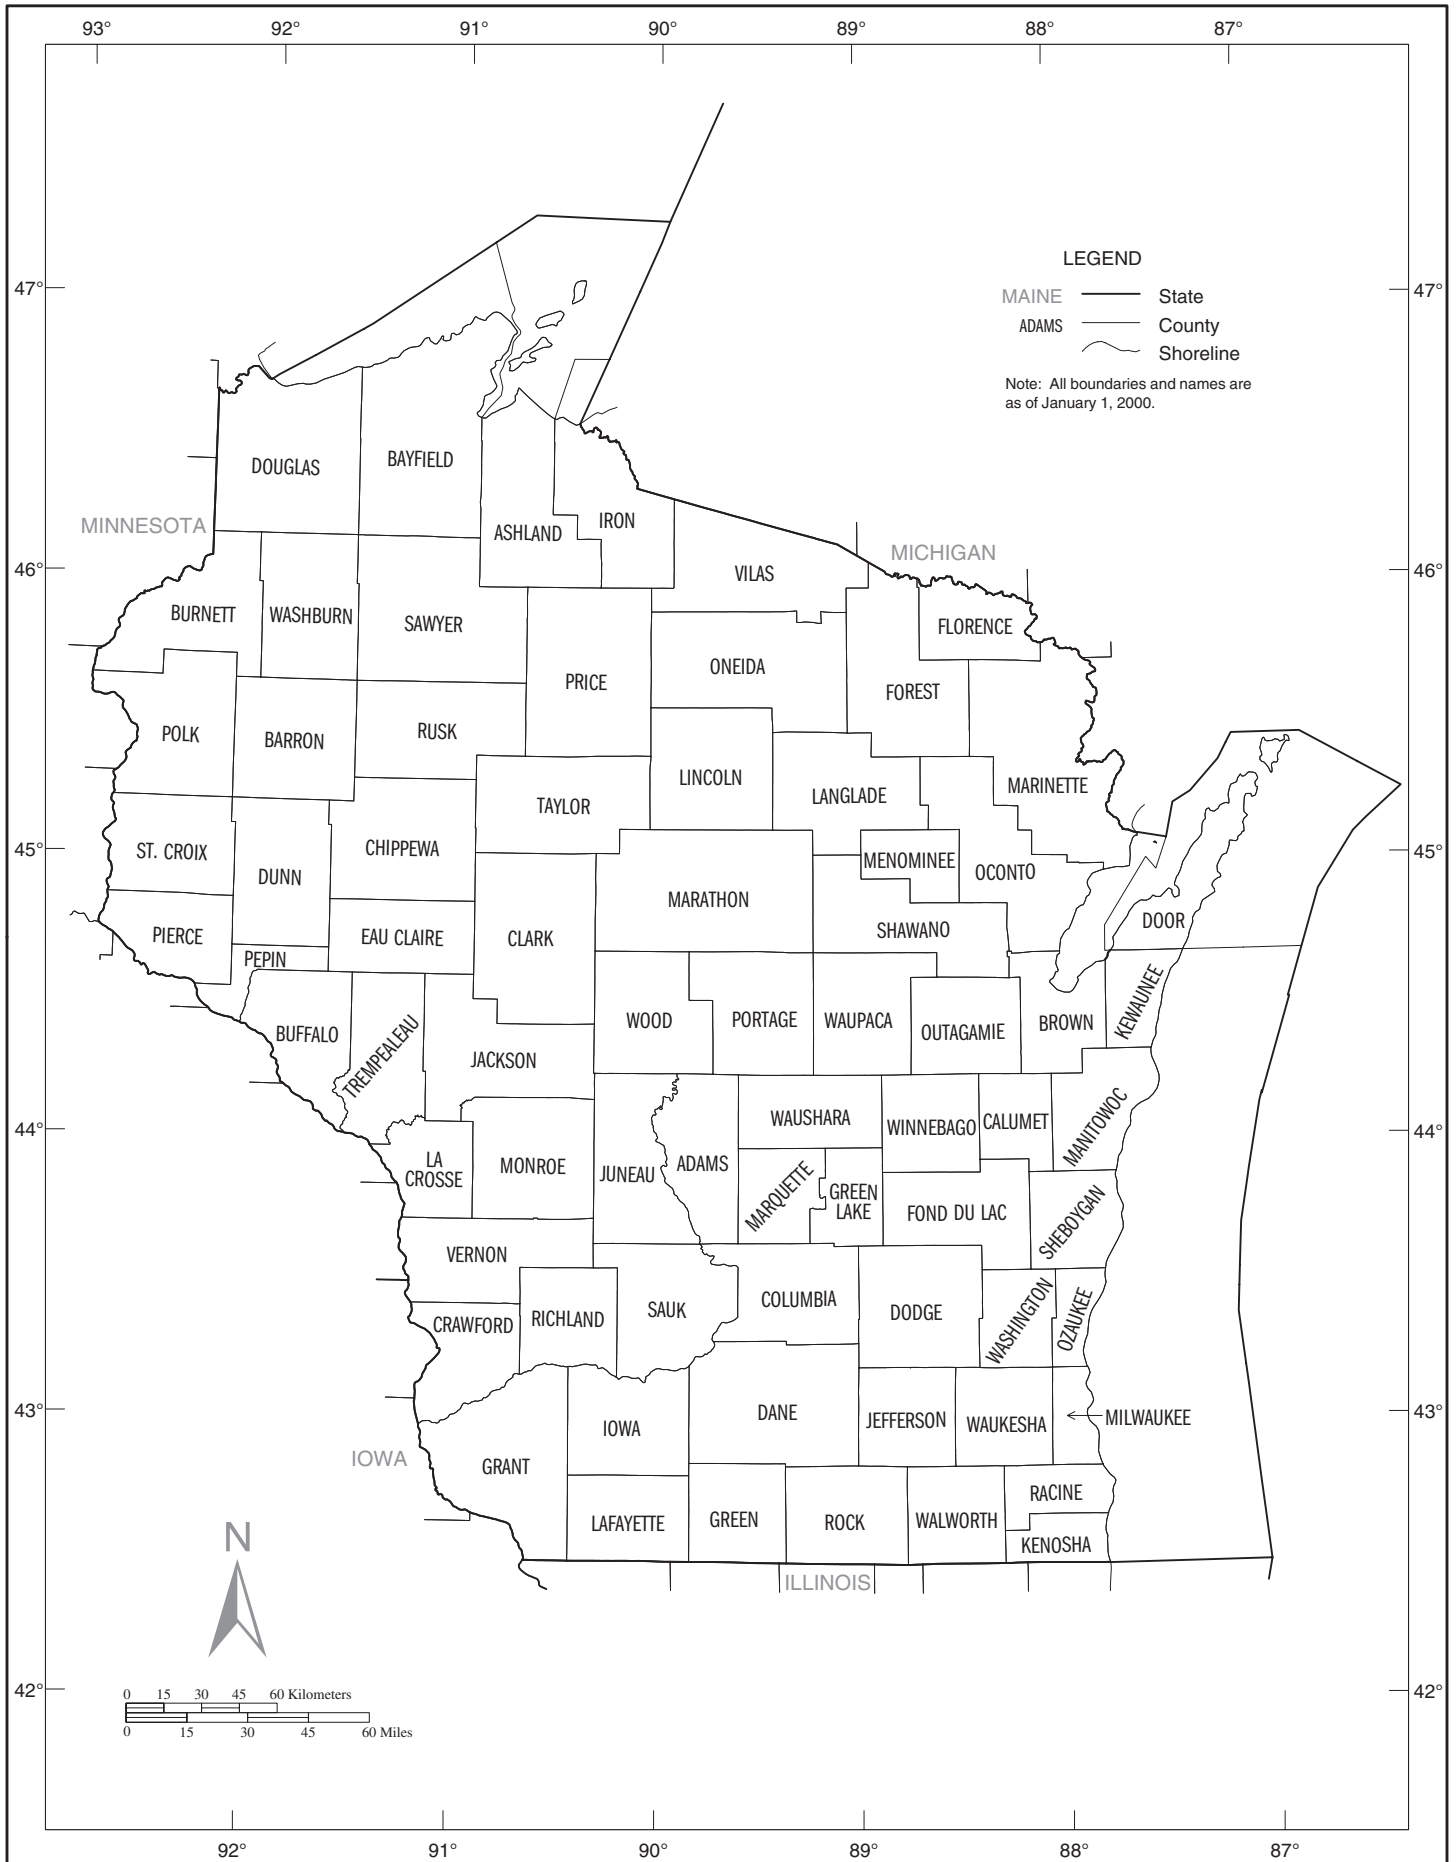 93° 92° 91° 90° 89° 88° 87°
LEGEND
47° 47°
MAINE State
ADAMS County
Shoreline
Note: All boundaries and names are
as of January 1, 2000.
DOUGLAS BAYFIELD
MINNESOTA ASHLAND IRON
MICHIGAN
46° VILAS 46°
BURNETT WASHBURN SAWYER FLORENCE
ONEIDA
PRICE FOREST
POLK BARRON RUSK
LINCOLN MARINETTE
TAYLOR LANGLADE
45° ST. CROIX CHIPPEWA MENOMINEE 45°
DUNN OCONTO
MARATHON
PIERCE EAU CLAIRE CLARK SHAWANO DOOR
PEPIN
KEWAUNEE
BUFFALO WOOD PORTAGE WAUPACA OUTAGAMIE BROWN
TREMPEALEAU JACKSON
44° WAUSHARA WINNEBAGO CALUMET MANITOWOC 44°
LA
CROSSE
MONROE JUNEAU ADAMS MARQUETTE
GREEN
LAKE
FOND DU LAC SHEBOYGAN
VERNON
CRAWFORD RICHLAND SAUK COLUMBIA DODGE WASHINGTON OZAUKEE
43° DANE JEFFERSON WAUKESHA MILWAUKEE 43°
IOWA
IOWA GRANT
RACINE
LAFAYETTE GREEN ROCK WALWORTH
KENOSHA
N
ILLINOIS
42° 42°
0 15 30 45 60 Kilometers
0 15 30 45 60 Miles
92° 91° 90° 89° 88° 87°